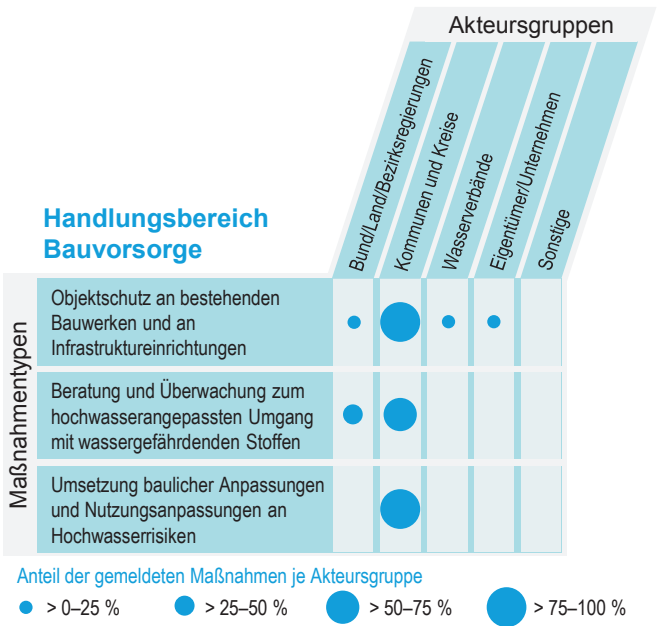 Akteursgruppen
Bund/Land/Bezirksregierungen
Kommunen und Kreise
Wasserverbände
Eigentümer/Unternehmen
Sonstige
Handlungsbereich
Bauvorsorge
Maßnahmentypen
Objektschutz an bestehenden
Bauwerken und an
Infrastruktureinrichtungen
Beratung und Überwachung zum
hochwasserangepassten Umgang
mit wassergefährdenden Stoffen
Umsetzung baulicher Anpassungen
und Nutzungsanpassungen an
Hochwasserrisiken
Anteil der gemeldeten Maßnahmen je Akteursgruppe
> 0–25 % > 25–50 % > 50–75 % > 75–100 %